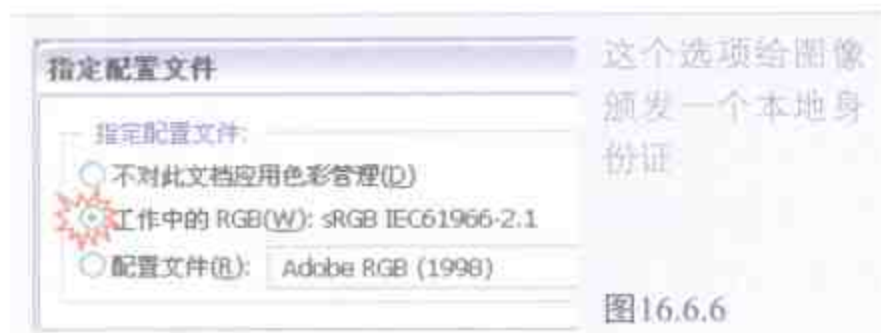 指定配置文件
指定配置文件:
不对此文档应用色彩管理(D)
工作中的 RGB(W): sRGB IEC61966-2.1
配置文件(R): Adobe RGB (1998)
这个选项给图像
颁发一个本地身
份证
图16.6.6